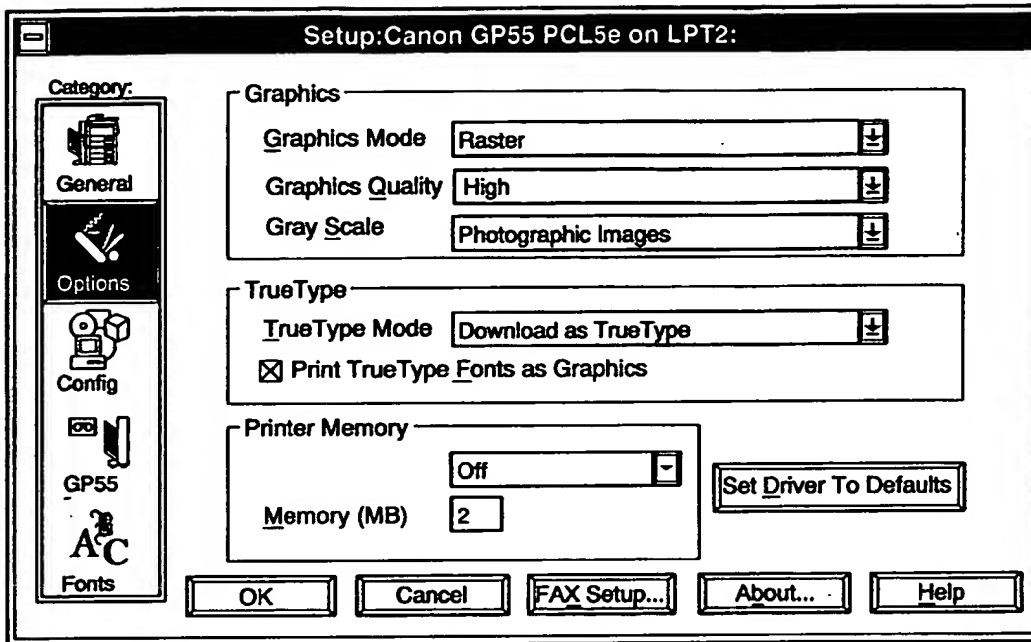 Setup:Canon GP55 PCL5e on LPT2:
Category:
General
Options
Config
GP55
ABC
Fonts
Graphics
Graphics Mode Raster
Graphics Quality High
Gray Scale Photographic Images
TrueType
TrueType Mode Download as TrueType
Print TrueType Fonts as Graphics
Printer Memory
Off
Memory (MB) 2
Set Driver To Defaults
OK Cancel FAX Setup... About... Help